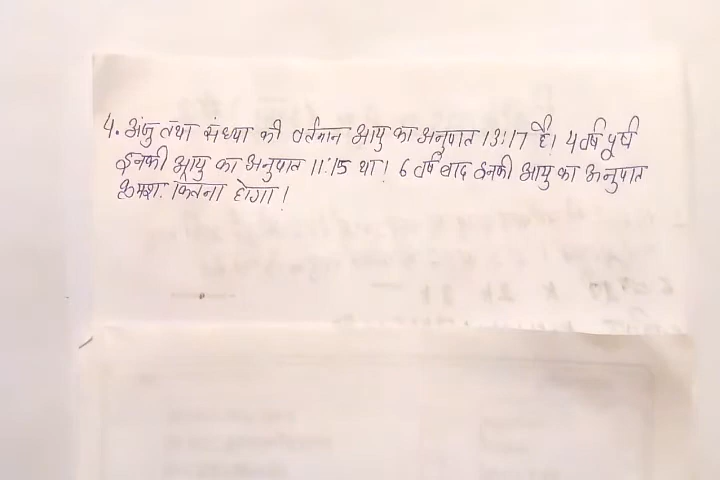 4. अंजु तथा संध्या की वर्तमान आयु का अनुपात 13:17 है। 4 वर्ष पूर्व
इनकी आयु का अनुपात 11:15 था। 6 वर्ष बाद इनकी आयु का अनुपात
क्रमश: कितना होगा।